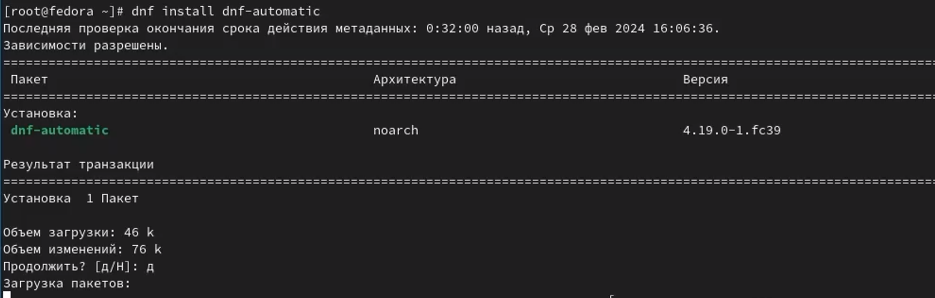 [root@fedora ~]# dnf install dnf-automatic
Последняя проверка окончания срока действия метаданных: 0:32:00 назад, Ср 28 фев 2024 16:06:36.
Зависимости разрешены.
================================================================================
Пакет Архитектура Версия
================================================================================
Установка:
dnf-automatic noarch 4.19.0-1.fc39
Результат транзакции
================================================================================
Установка 1 Пакет
Объем загрузки: 46 k
Объем изменений: 76 k
Продолжить? [д/Н]: д
Загрузка пакетов: